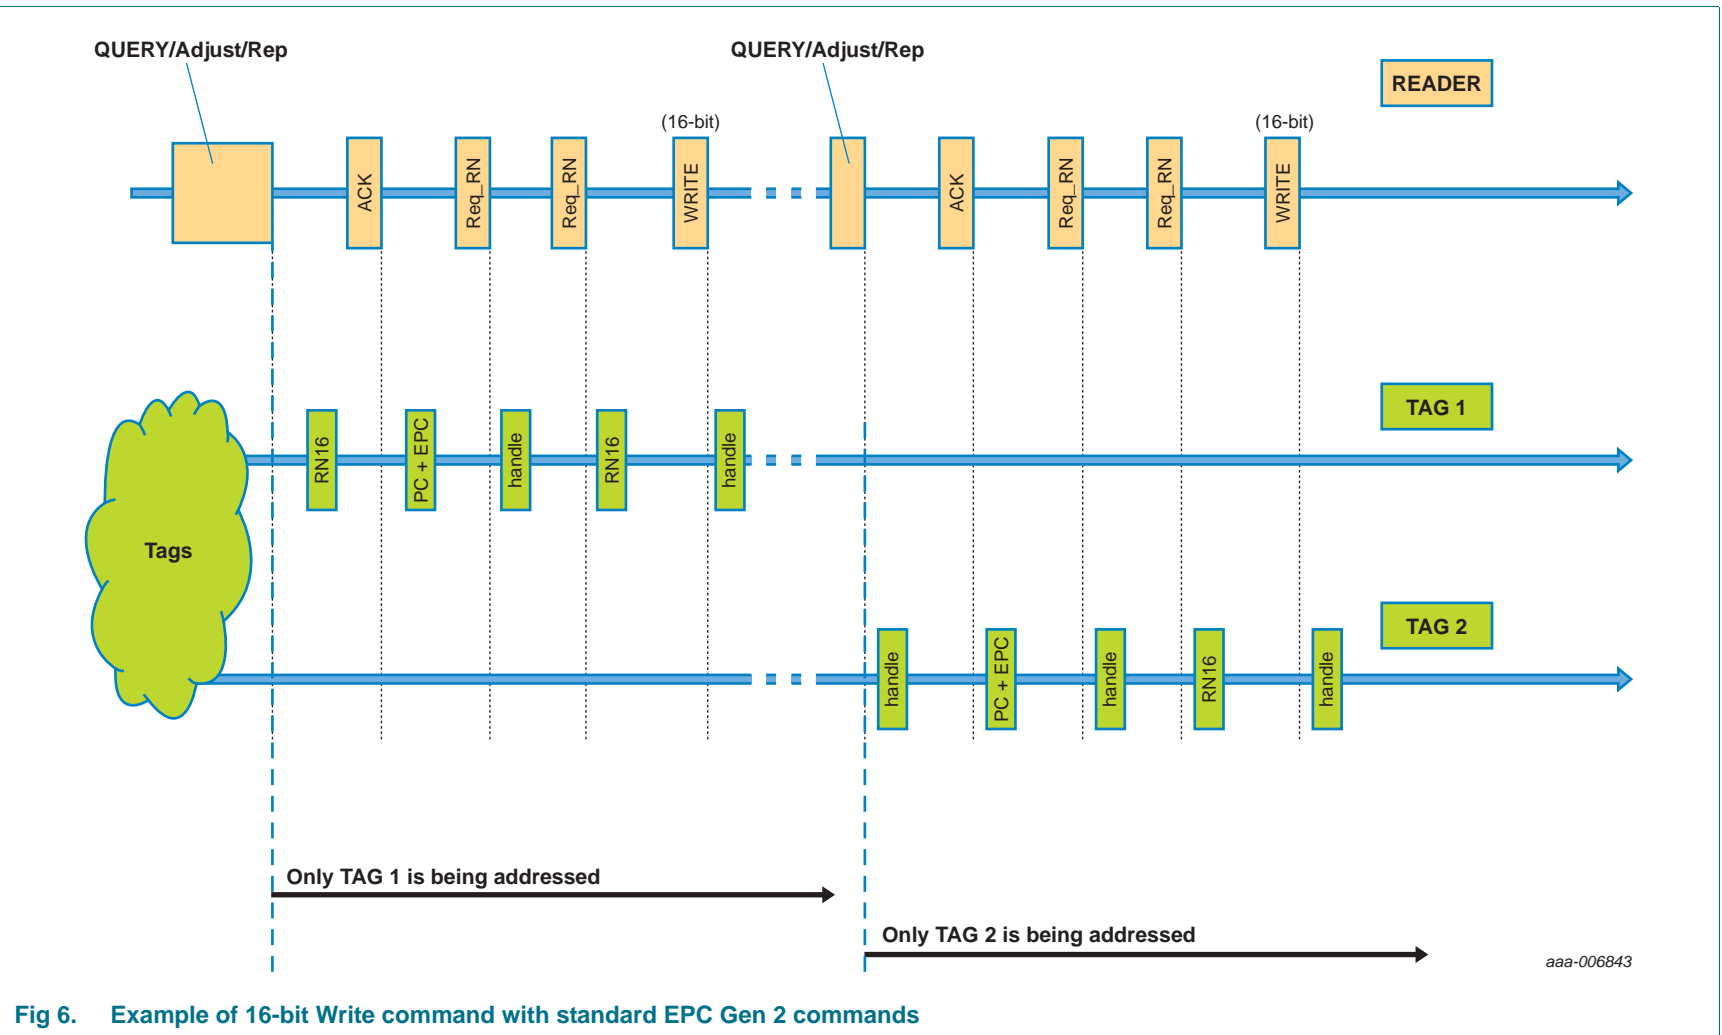 QUERY/Adjust/Rep
QUERY/Adjust/Rep
READER
(16-bit)
(16-bit)
ACK
Req_RN
Req_RN
WRITE
ACK
Req_RN
Req_RN
WRITE
TAG 1
RN16
PC + EPC
handle
RN16
handle
Tags
TAG 2
handle
PC + EPC
handle
RN16
handle
Only TAG 1 is being addressed
Only TAG 2 is being addressed
aaa-006843
Fig 6. Example of 16-bit Write command with standard EPC Gen 2 commands